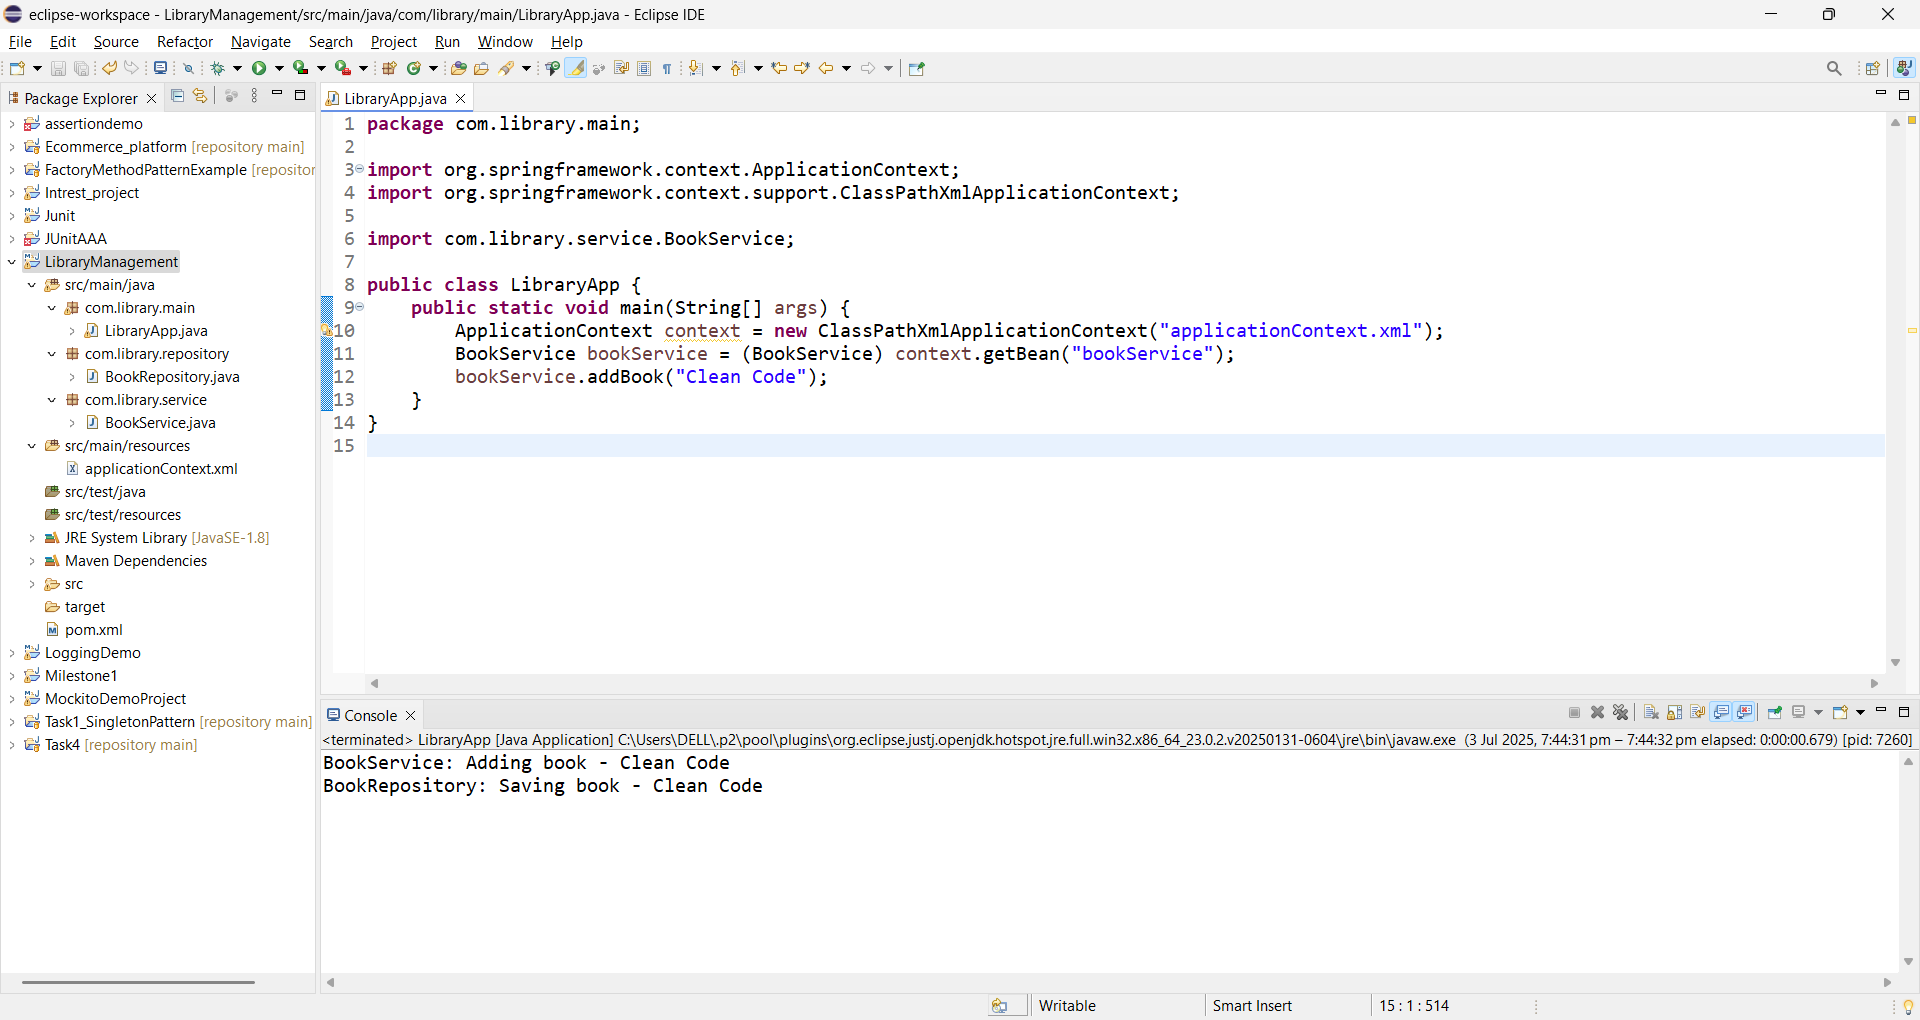 eclipse-workspace - LibraryManagement/src/main/java/com/library/main/LibraryApp.java - Eclipse IDE
File Edit Source Refactor Navigate Search Project Run Window Help
Package Explorer
assertiondemo
Ecommerce_platform [repository main]
FactoryMethodPatternExample [repositor
Intrest_project
Junit
JUnitAAA
LibraryManagement
src/main/java
com.library.main
LibraryApp.java
com.library.repository
BookRepository.java
com.library.service
BookService.java
src/main/resources
applicationContext.xml
src/test/java
src/test/resources
JRE System Library [JavaSE-1.8]
Maven Dependencies
src
target
pom.xml
LoggingDemo
Milestone1
MockitoDemoProject
Task1_SingletonPattern [repository main]
Task4 [repository main]
LibraryApp.java
1 package com.library.main;
2
3 import org.springframework.context.ApplicationContext;
4 import org.springframework.context.support.ClassPathXmlApplicationContext;
5
6 import com.library.service.BookService;
7
8 public class LibraryApp {
9     public static void main(String[] args) {
10         ApplicationContext context = new ClassPathXmlApplicationContext("applicationContext.xml");
11         BookService bookService = (BookService) context.getBean("bookService");
12         bookService.addBook("Clean Code");
13     }
14 }
15
Console
<terminated> LibraryApp [Java Application] C:\Users\DELL\.p2\pool\plugins\org.eclipse.justj.openjdk.hotspot.jre.full.win32.x86_64_23.0.2.v20250131-0604\jre\bin\javaw.exe (3 Jul 2025, 7:44:31 pm – 7:44:32 pm elapsed: 0:00:00.679) [pid: 7260]
BookService: Adding book - Clean Code
BookRepository: Saving book - Clean Code
Writable Smart Insert 15 : 1 : 514